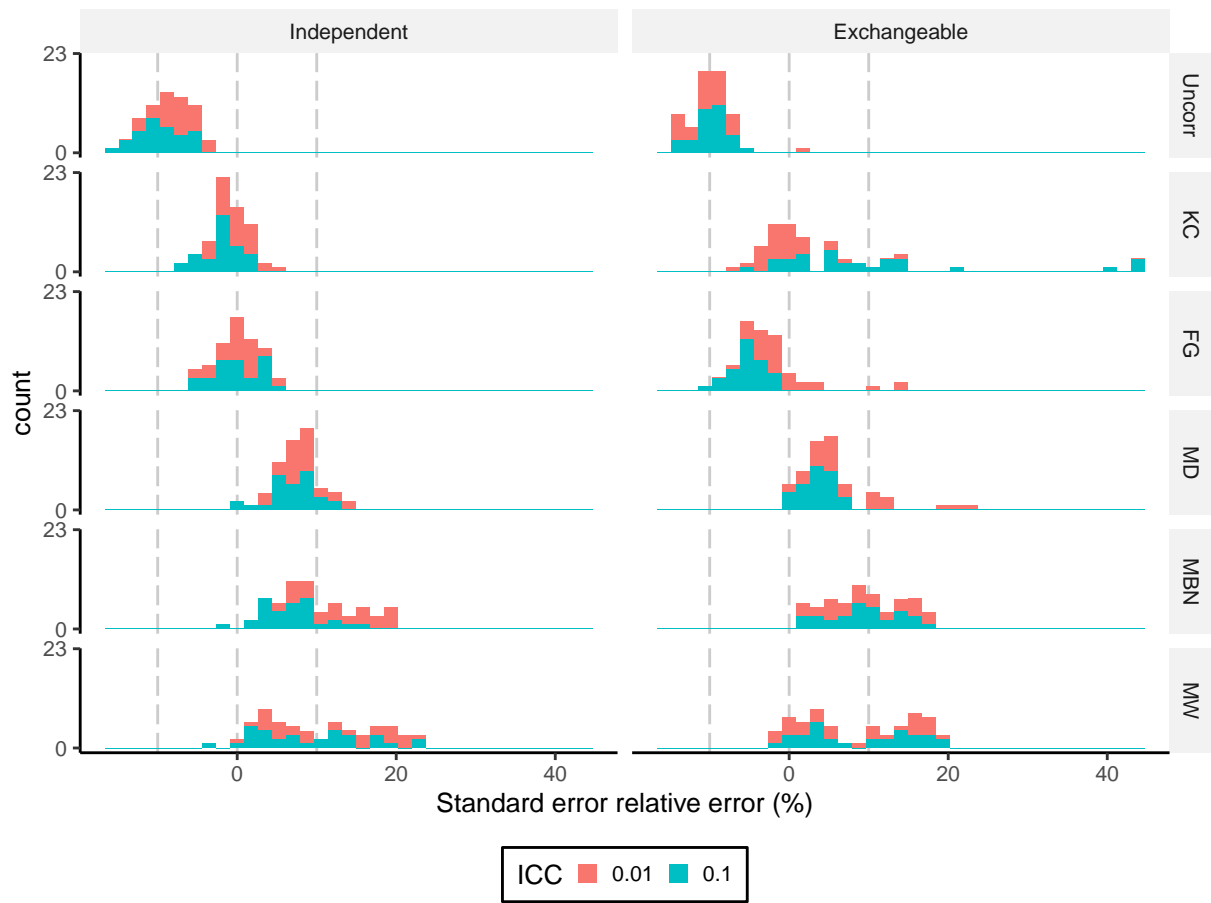 Independent
Exchangeable
23
0
Uncorr
23
0
KC
23
0
FG
23
0
MD
23
0
MBN
23
0
MW
count
0 20 40
0 20 40
Standard error relative error (%)
ICC 0.01 0.1